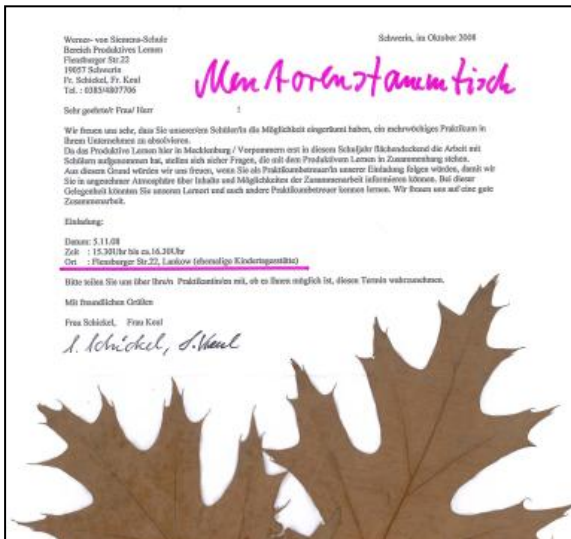 Werner- von Siemens-Schule
Schwerin, im Oktober 2008
Bereich Produktives Lernen
Flensburger Str.22
19057 Schwerin
Fr. Schickel, Fr. Keul
Tel. : 0385/4807706
Mentorenstammtisch
Sehr geehrte/r Frau/ Herr !
Wir freuen uns sehr, dass Sie unserer/em Schüler/in die Möglichkeit eingeräumt haben, ein mehrwöchiges Praktikum in
Ihrem Unternehmen zu absolvieren.
Da das Produktive Lernen hier in Mecklenburg / Vorpommern erst in diesem Schuljahr flächendeckend die Arbeit mit
Schülern aufgenommen hat, stellen sich sicher Fragen, die mit dem Produktivem Lernen in Zusammenhang stehen.
Aus diesem Grund würden wir uns freuen, wenn Sie als Praktikumbetreuer/in unserer Einladung folgen würden, damit wir
Sie in angenehmer Atmosphäre über Inhalte und Möglichkeiten der Zusammenarbeit informieren können. Bei dieser
Gelegenheit könnten Sie unseren Lernort und auch andere Praktikumbetreuer kennen lernen. Wir freuen uns auf eine gute
Zusammenarbeit.
Einladung:
Datum: 5.11.08
Zeit : 15.30Uhr bis ca.16.30Uhr
Ort : Flensburger Str.22, Lankow (ehemalige Kindertagesstätte)
Bitte teilen Sie uns über Ihre/n Praktikantin/en mit, ob es Ihnen möglich ist, diesen Termin wahrzunehmen.
Mit freundlichen Grüßen
Frau Schickel, Frau Keul
S. Schickel, S. Keul